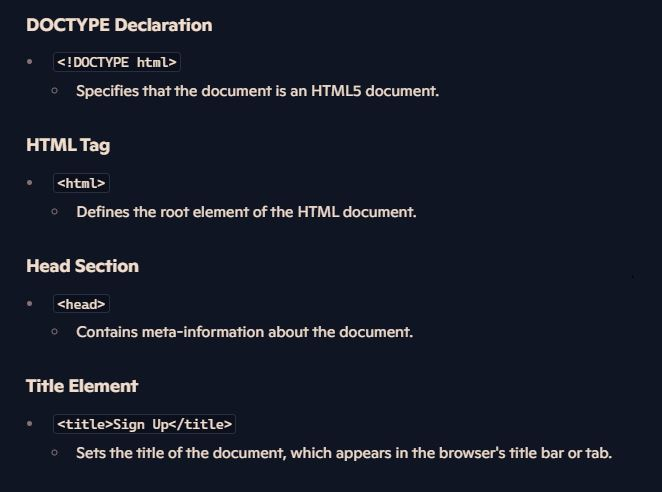 DOCTYPE Declaration
<!DOCTYPE html>
Specifies that the document is an HTML5 document.
HTML Tag
<html>
Defines the root element of the HTML document.
Head Section
<head>
Contains meta-information about the document.
Title Element
<title>Sign Up</title>
Sets the title of the document, which appears in the browser's title bar or tab.